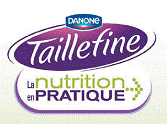 DANONE
Taillefine
La nutrition
en PRATIQUE